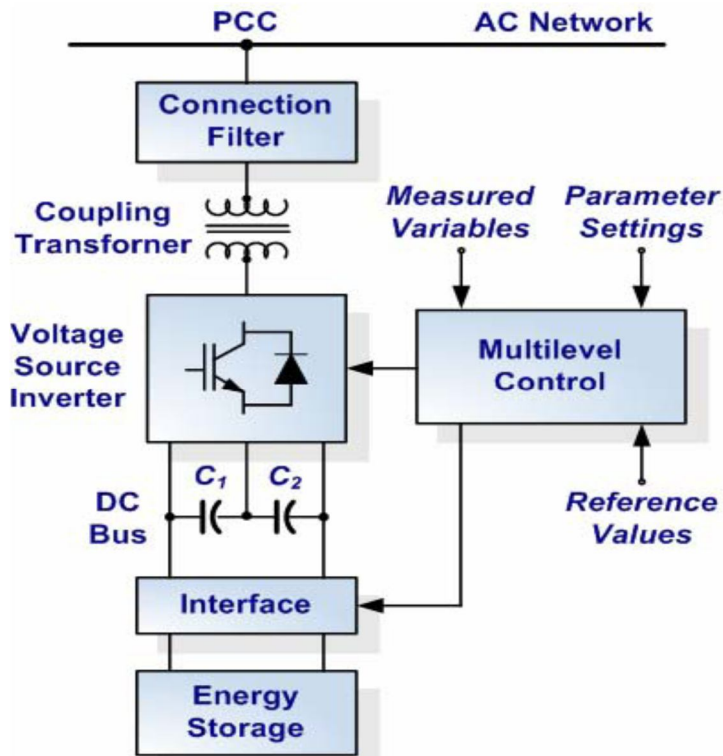 PCC
AC Network
Connection
Filter
Coupling
Transforner
Measured
Variables
Parameter
Settings
Voltage
Source
Inverter
Multilevel
Control
C1
C2
DC
Bus
Reference
Values
Interface
Energy
Storage